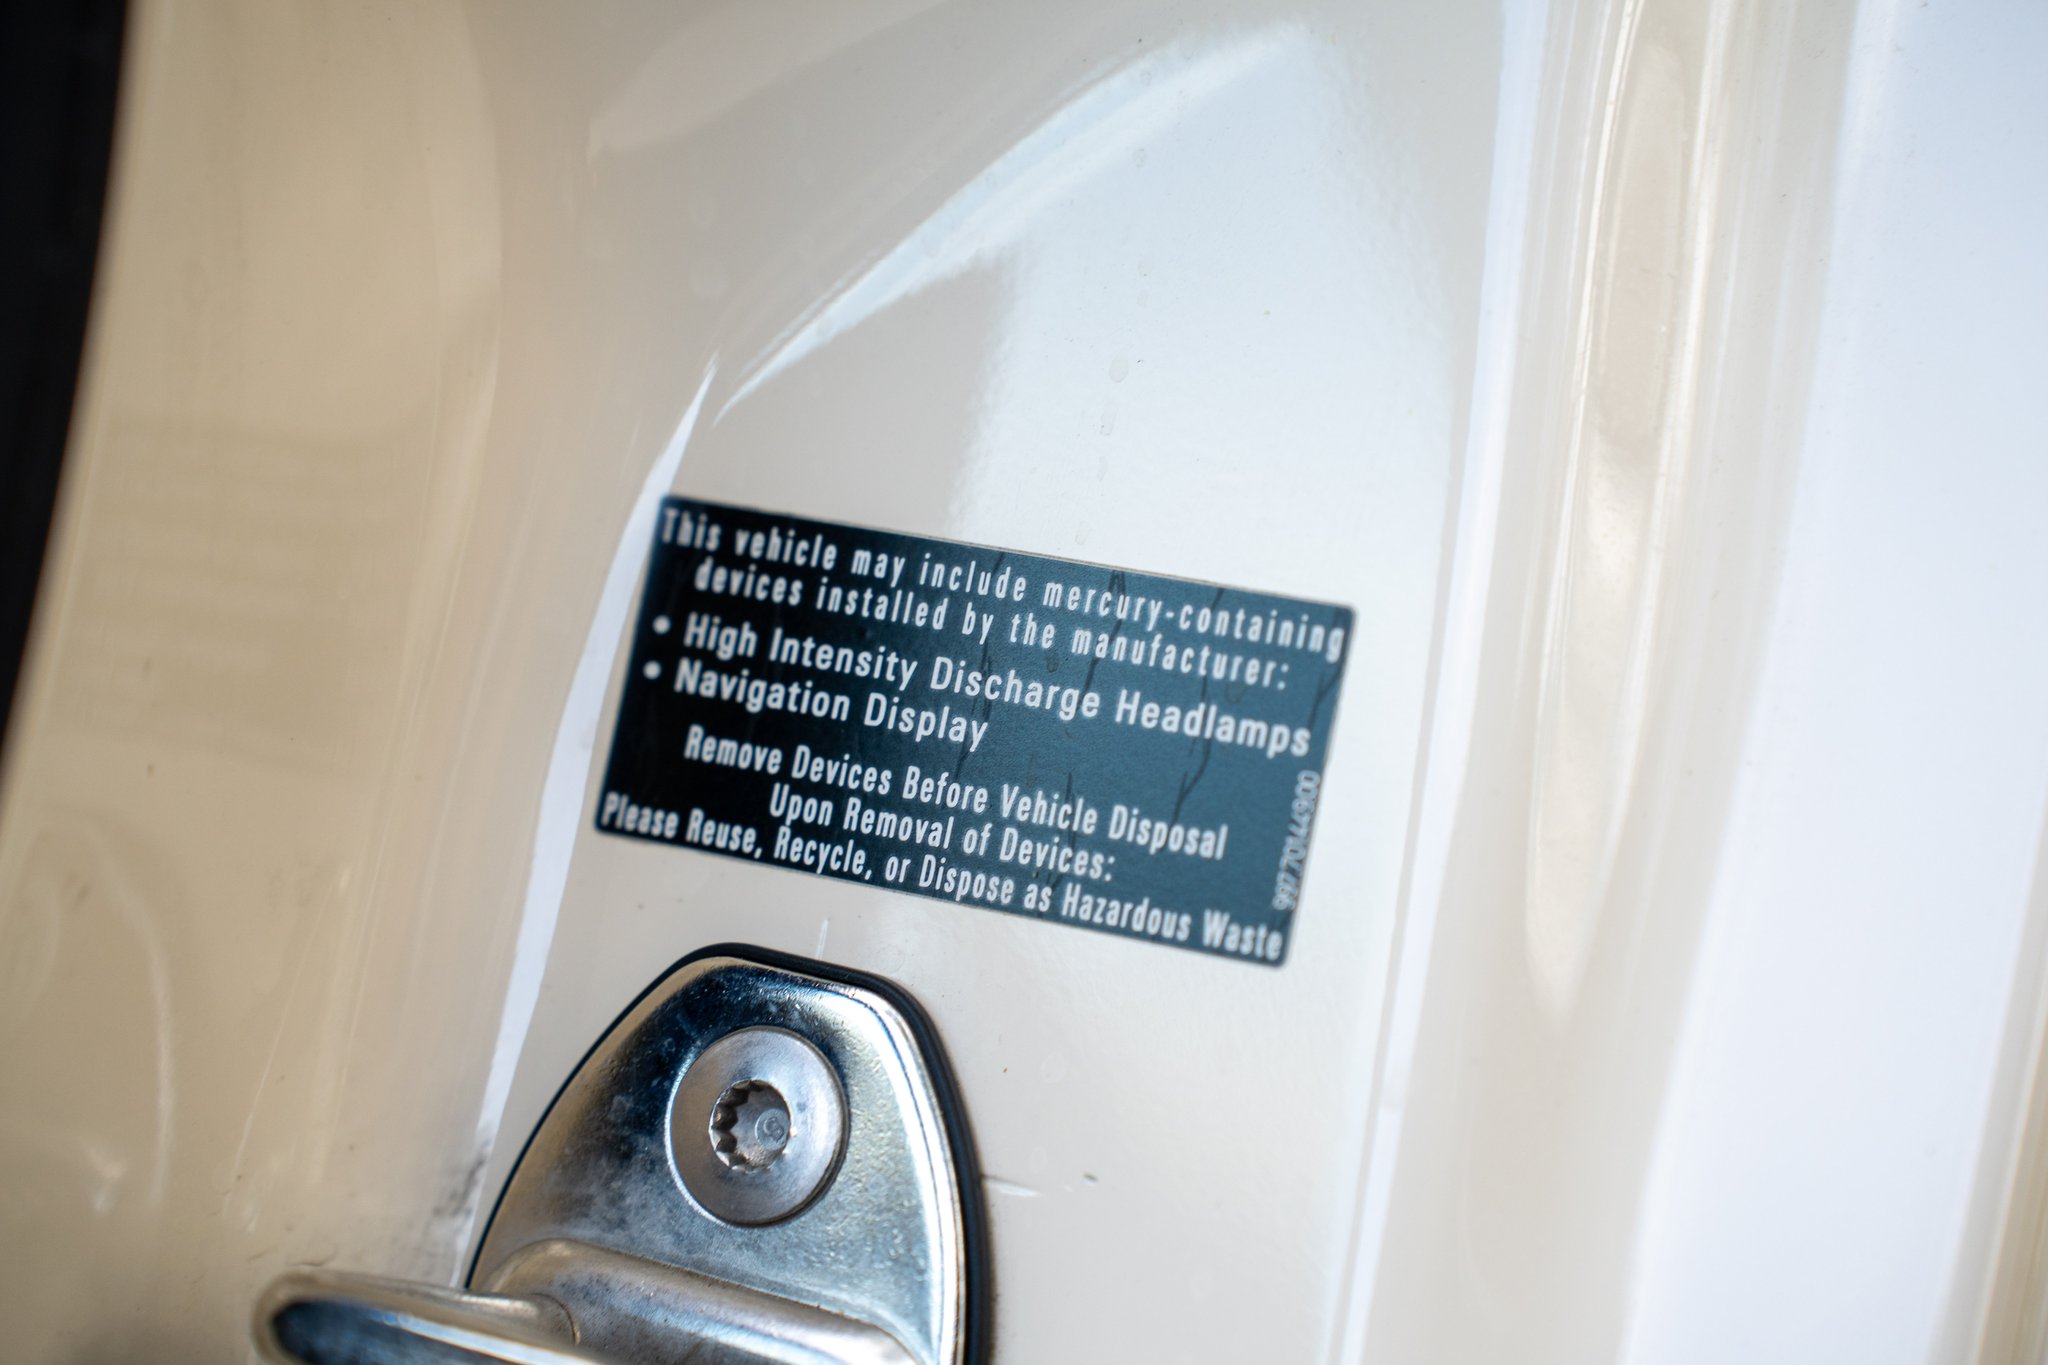 This vehicle may include mercury-containing
devices installed by the manufacturer:
• High Intensity Discharge Headlamps
• Navigation Display
Remove Devices Before Vehicle Disposal
Upon Removal of Devices:
Please Reuse, Recycle, or Dispose as Hazardous Waste
99770144900